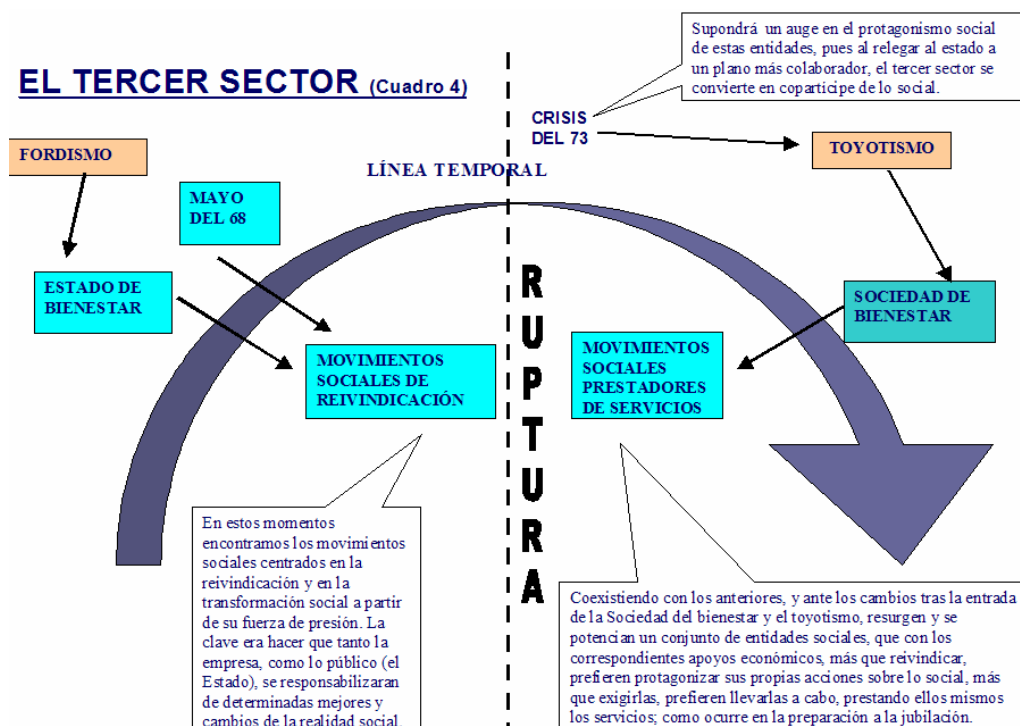 EL TERCER SECTOR (Cuadro 4)
Supondrá un auge en el protagonismo social
de estas entidades, pues al relegar al estado a
un plano más colaborador, el tercer sector se
convierte en coparticipe de lo social.
CRISIS
DEL 73
FORDISMO
TOYOTISMO
LÍNEA TEMPORAL
MAYO
DEL 68
ESTADO DE
BIENESTAR
SOCIEDAD DE
BIENESTAR
MOVIMIENTOS
SOCIALES DE
REIVINDICACIÓN
MOVIMIENTOS
SOCIALES
PRESTADORES
DE SERVICIOS
RUPTURA
En estos momentos
encontramos los movimientos
sociales centrados en la
reivindicación y en la
transformación social a partir
de su fuerza de presión. La
clave era hacer que tanto la
empresa, como lo público (el
Estado), se responsabilizaran
de determinadas mejores y
cambios de la realidad social.
Coexistiendo con los anteriores, y ante los cambios tras la entrada
de la Sociedad del bienestar y el toyotismo, resurgen y se
potencian un conjunto de entidades sociales, que con los
correspondientes apoyos económicos, más que reivindicar,
prefieren protagonizar sus propias acciones sobre lo social, más
que exigirlas, prefieren llevarlas a cabo, prestando ellos mismos
los servicios; como ocurre en la preparación a la jubilación.